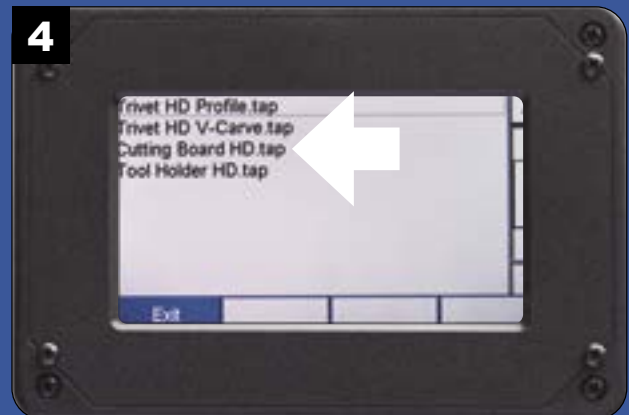 4
Trivet HD Profile.tap
Trivet HD V-Carve.tap
Cutting Board HD.tap
Tool Holder HD.tap
Exit